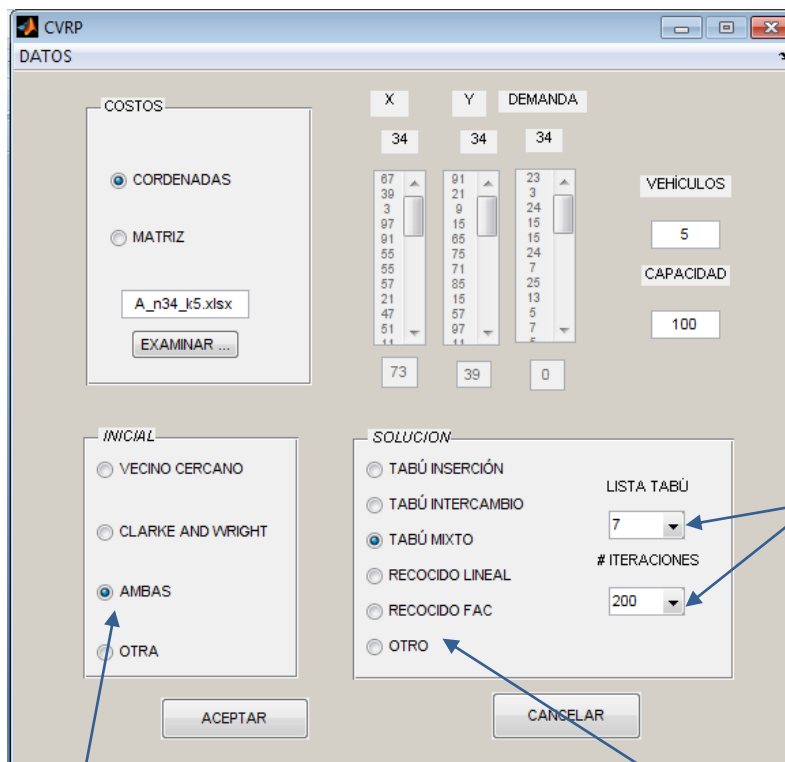 CVRP
DATOS
COSTOS
CORDENADAS
MATRIZ
A_n34_k5.xlsx
EXAMINAR ...
X
Y
DEMANDA
34
34
34
67
39
3
97
91
55
55
57
21
47
51
11
91
21
9
15
65
75
71
85
15
57
97
11
23
3
24
15
15
24
7
25
13
5
7
73
39
0
VEHÍCULOS
5
CAPACIDAD
100
INICIAL
VECINO CERCANO
CLARKE AND WRIGHT
AMBAS
OTRA
SOLUCION
TABÚ INSERCIÓN
TABÚ INTERCAMBIO
TABÚ MIXTO
RECOCIDO LINEAL
RECOCIDO FAC
OTRO
LISTA TABÚ
7
# ITERACIONES
200
ACEPTAR
CANCELAR